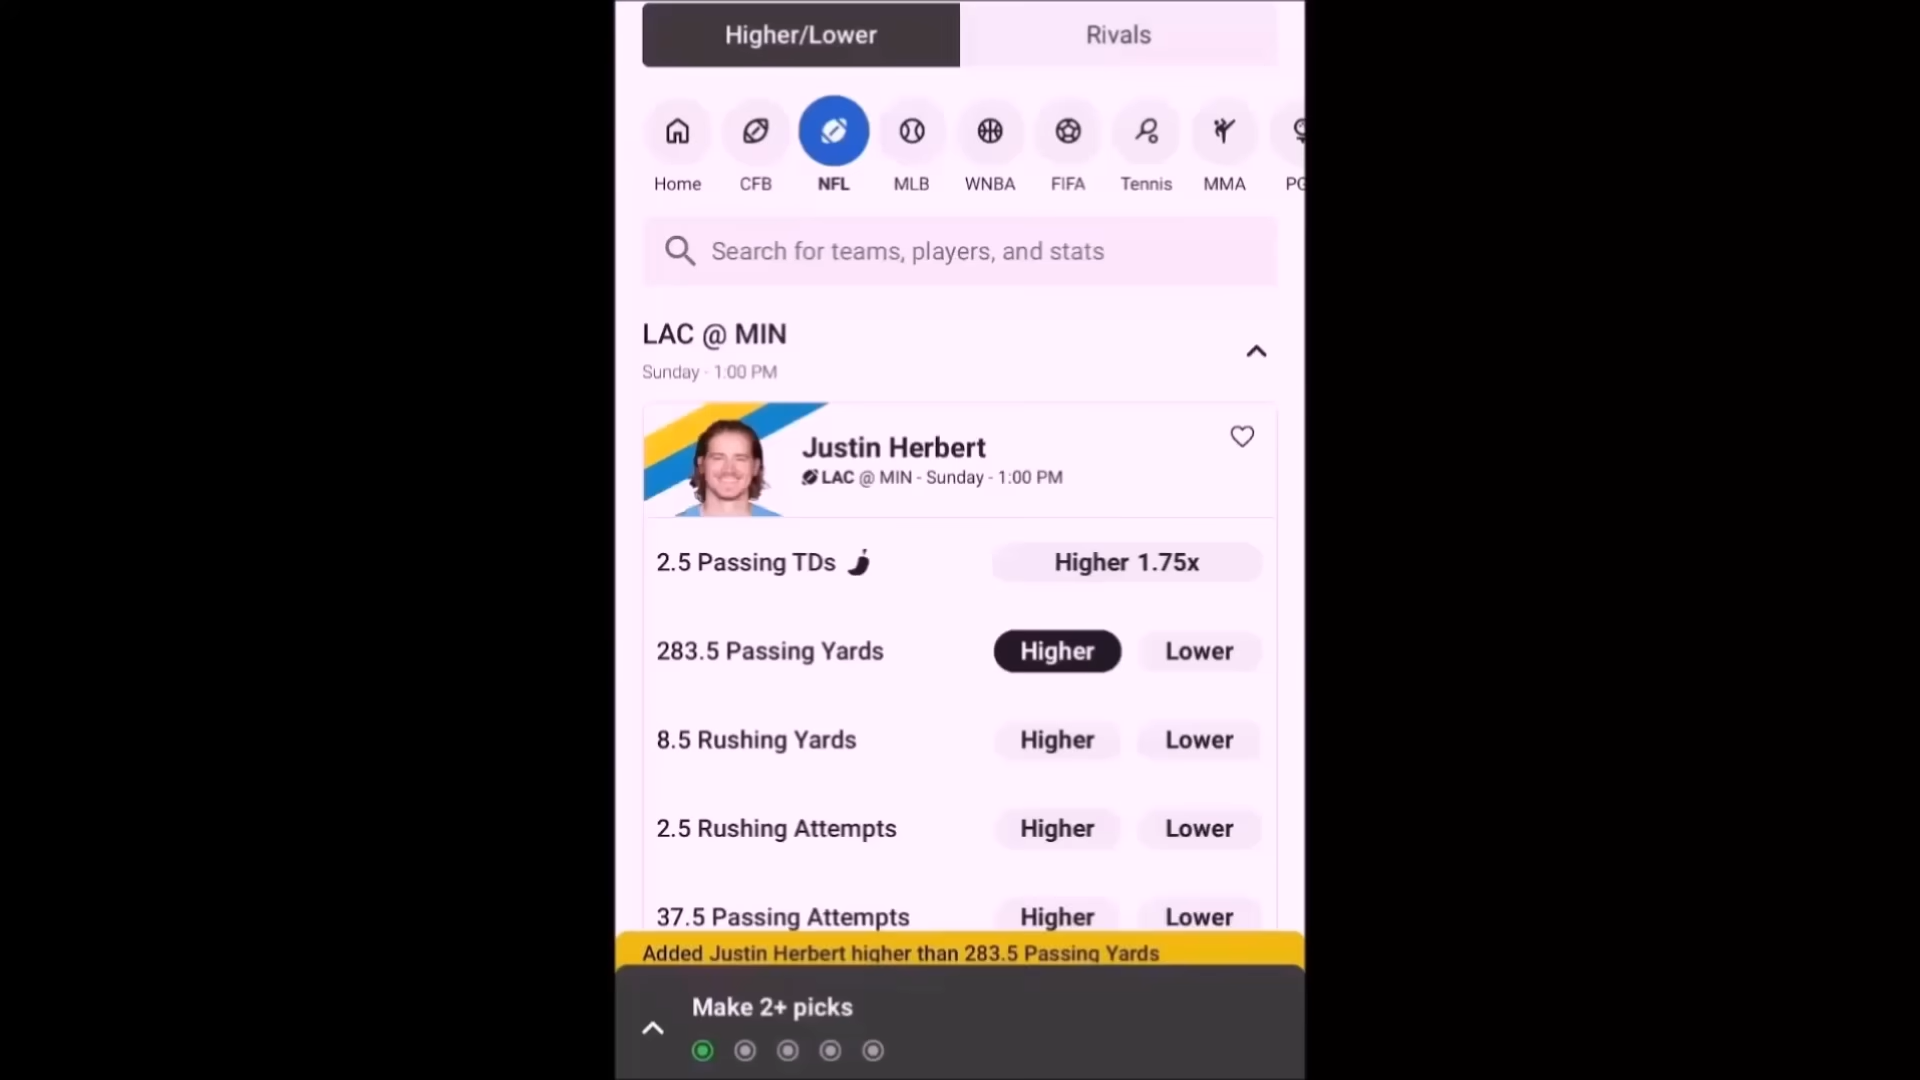 Higher/Lower
Rivals
Home
CFB
NFL
MLB
WNBA
FIFA
Tennis
MMA
Search for teams, players, and stats
LAC @ MIN
Sunday · 1:00 PM
Justin Herbert
LAC @ MIN - Sunday - 1:00 PM
2.5 Passing TDs
Higher 1.75x
283.5 Passing Yards
Higher
Lower
8.5 Rushing Yards
Higher
Lower
2.5 Rushing Attempts
Higher
Lower
37.5 Passing Attempts
Higher
Lower
Added Justin Herbert higher than 283.5 Passing Yards
Make 2+ picks